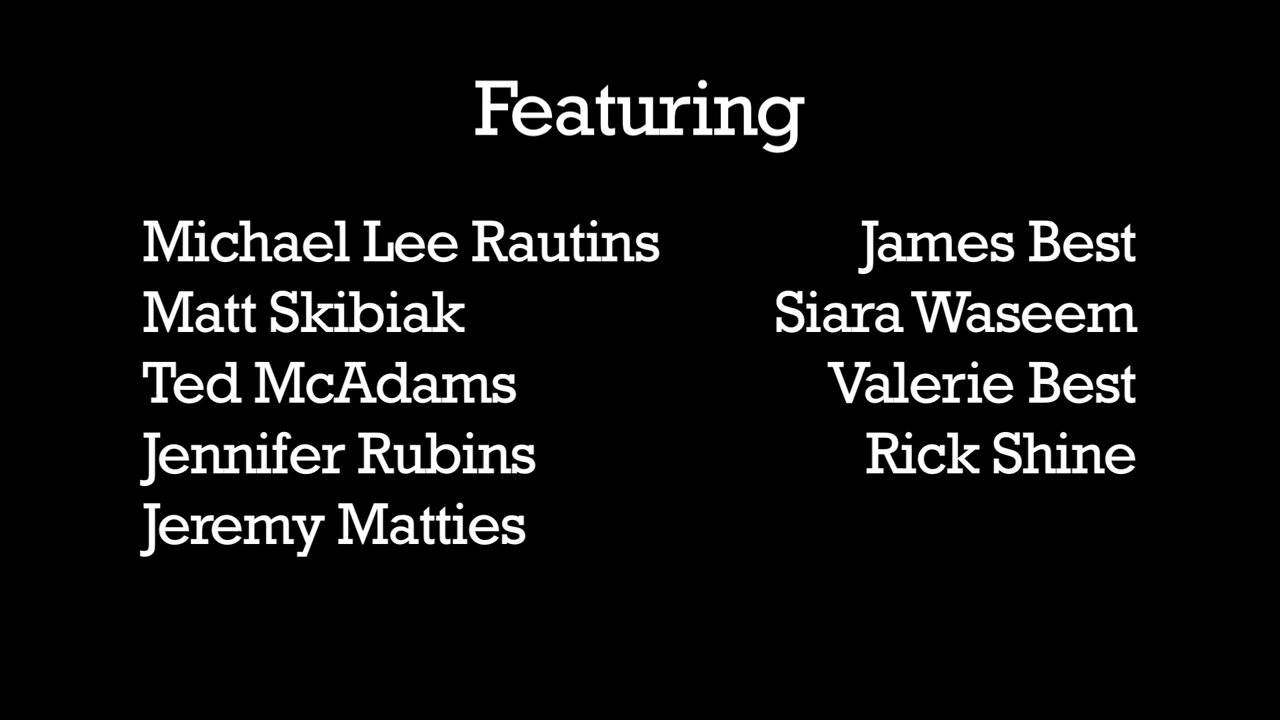 Featuring
Michael Lee Rautins
Matt Skibiak
Ted McAdams
Jennifer Rubins
Jeremy Matties
James Best
Siara Waseem
Valerie Best
Rick Shine